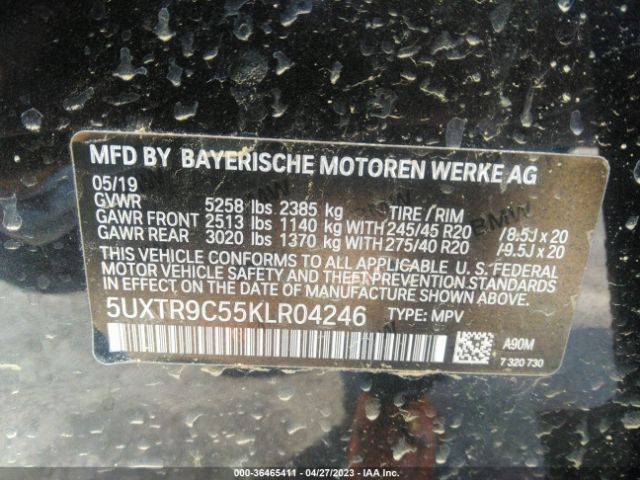 MFD BY BAYERISCHE MOTOREN WERKE AG
05/19
GVWR 5258 lbs 2385 kg TIRE / RIM
GAWR FRONT 2513 lbs 1140 kg WITH 245/45 R20 /8.5J x 20
GAWR REAR 3020 lbs 1370 kg WITH 275/40 R20 /9.5J x 20
THIS VEHICLE CONFORMS TO ALL APPLICABLE U.S. FEDERAL
MOTOR VEHICLE SAFETY AND THEFT PREVENTION STANDARDS
IN EFFECT ON THE DATE OF MANUFACTURE SHOWN ABOVE.
5UXTR9C55KLR04246 TYPE: MPV
A90M
7 320 730
000-36465411 - 04/27/2023 - IAA Inc.